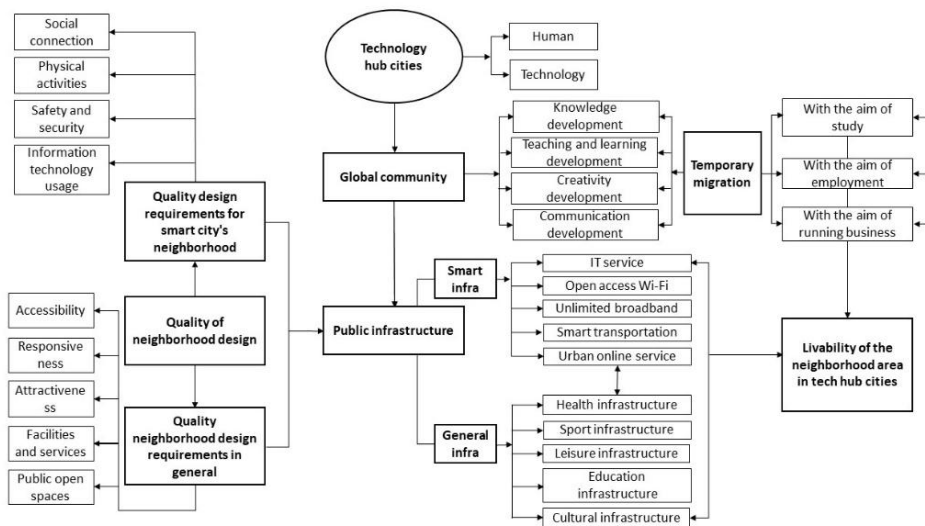 Social
connection
Physical
activities
Safety and
security
Information
technology
usage
Quality design
requirements for
smart city's
neighborhood
Accessibility
Responsive
ness
Attractivene
ss
Facilities and
services
Public open
spaces
Quality of
neighborhood design
Quality
neighborhood design
requirements in
general
Technology
hub cities
Human
Technology
Global community
Knowledge
development
Teaching and learning
development
Creativity
development
Communication
development
Temporary
migration
With the aim of
study
With the aim of
employment
With the aim of
running business
Public infrastructure
Smart
infra
IT service
Open access Wi-Fi
Unlimited broadband
Smart transportation
Urban online service
General
infra
Health infrastructure
Sport infrastructure
Leisure infrastructure
Education
infrastructure
Cultural infrastructure
Livability of the
neighborhood area
in tech hub cities